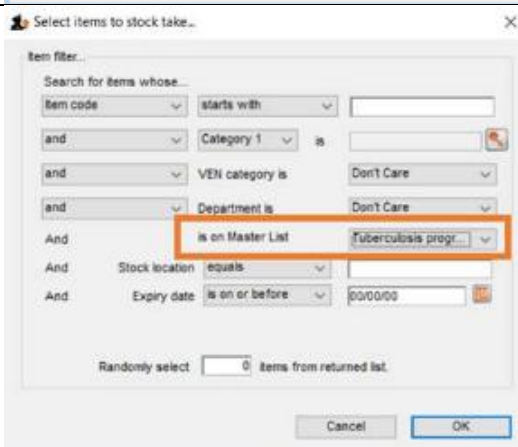 Select items to stock take...
Item filter...
Search for items whose...
Item code starts with
and Category 1 is
and VEN category is Don't Care
and Department is Don't Care
And is on Master List Tuberculosis progr...
And Stock location equals
And Expiry date is on or before 00/00/00
Randomly select 0 items from returned list.
Cancel OK